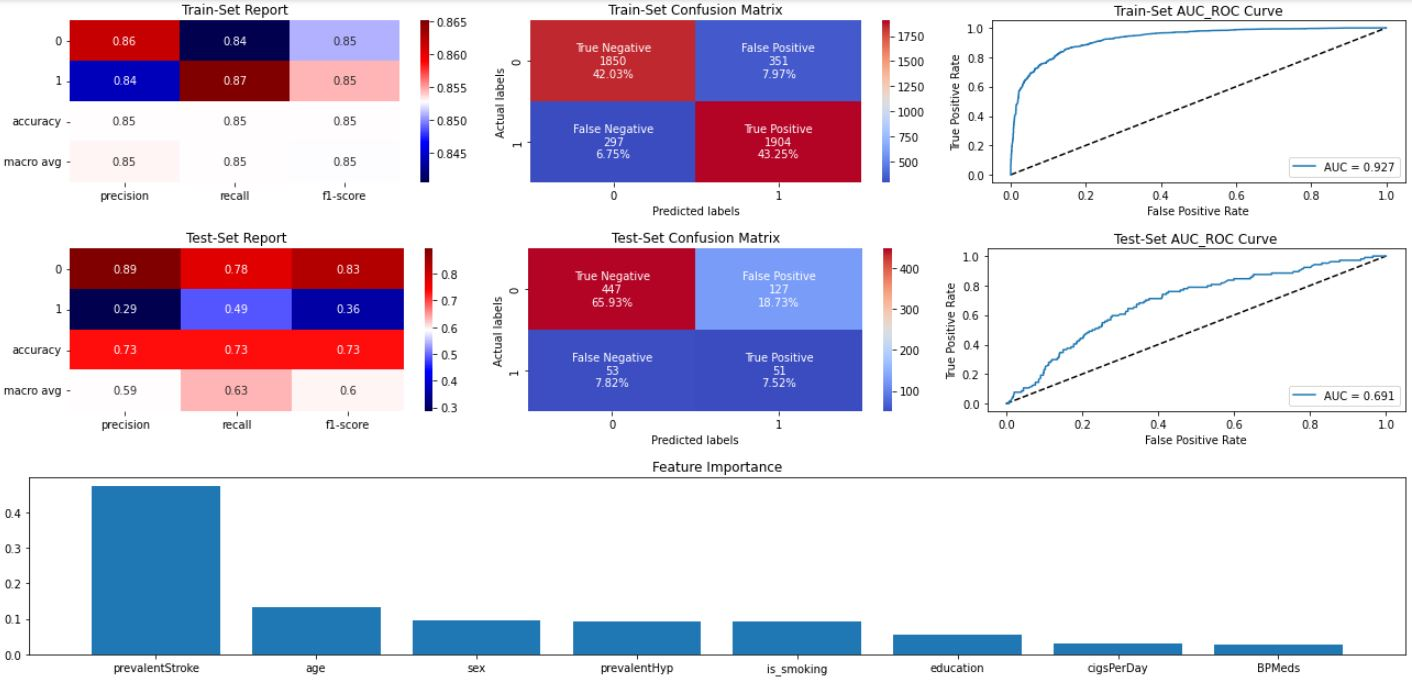 Train-Set Report
0
0.86
0.84
0.85
1
0.84
0.87
0.85
accuracy
0.85
0.85
0.85
macro avg
0.85
0.85
0.85
precision
recall
f1-score
0.865
0.860
0.855
0.850
0.845
Train-Set Confusion Matrix
Actual labels
0
1
True Negative
1850
42.03%
False Positive
351
7.97%
False Negative
297
6.75%
True Positive
1904
43.25%
0
1
Predicted labels
1750
1500
1250
1000
750
500
Train-Set AUC_ROC Curve
True Positive Rate
1.0
0.8
0.6
0.4
0.2
0.0
AUC = 0.927
0.0
0.2
0.4
0.6
0.8
1.0
False Positive Rate
Test-Set Report
0
0.89
0.78
0.83
1
0.29
0.49
0.36
accuracy
0.73
0.73
0.73
macro avg
0.59
0.63
0.6
precision
recall
f1-score
0.8
0.7
0.6
0.5
0.4
0.3
Test-Set Confusion Matrix
Actual labels
0
1
True Negative
447
65.93%
False Positive
127
18.73%
False Negative
53
7.82%
True Positive
51
7.52%
0
1
Predicted labels
400
300
200
100
Test-Set AUC_ROC Curve
True Positive Rate
1.0
0.8
0.6
0.4
0.2
0.0
AUC = 0.691
0.0
0.2
0.4
0.6
0.8
1.0
False Positive Rate
Feature Importance
0.4
0.3
0.2
0.1
0.0
prevalentStroke
age
sex
prevalentHyp
is_smoking
education
cigsPerDay
BPMeds